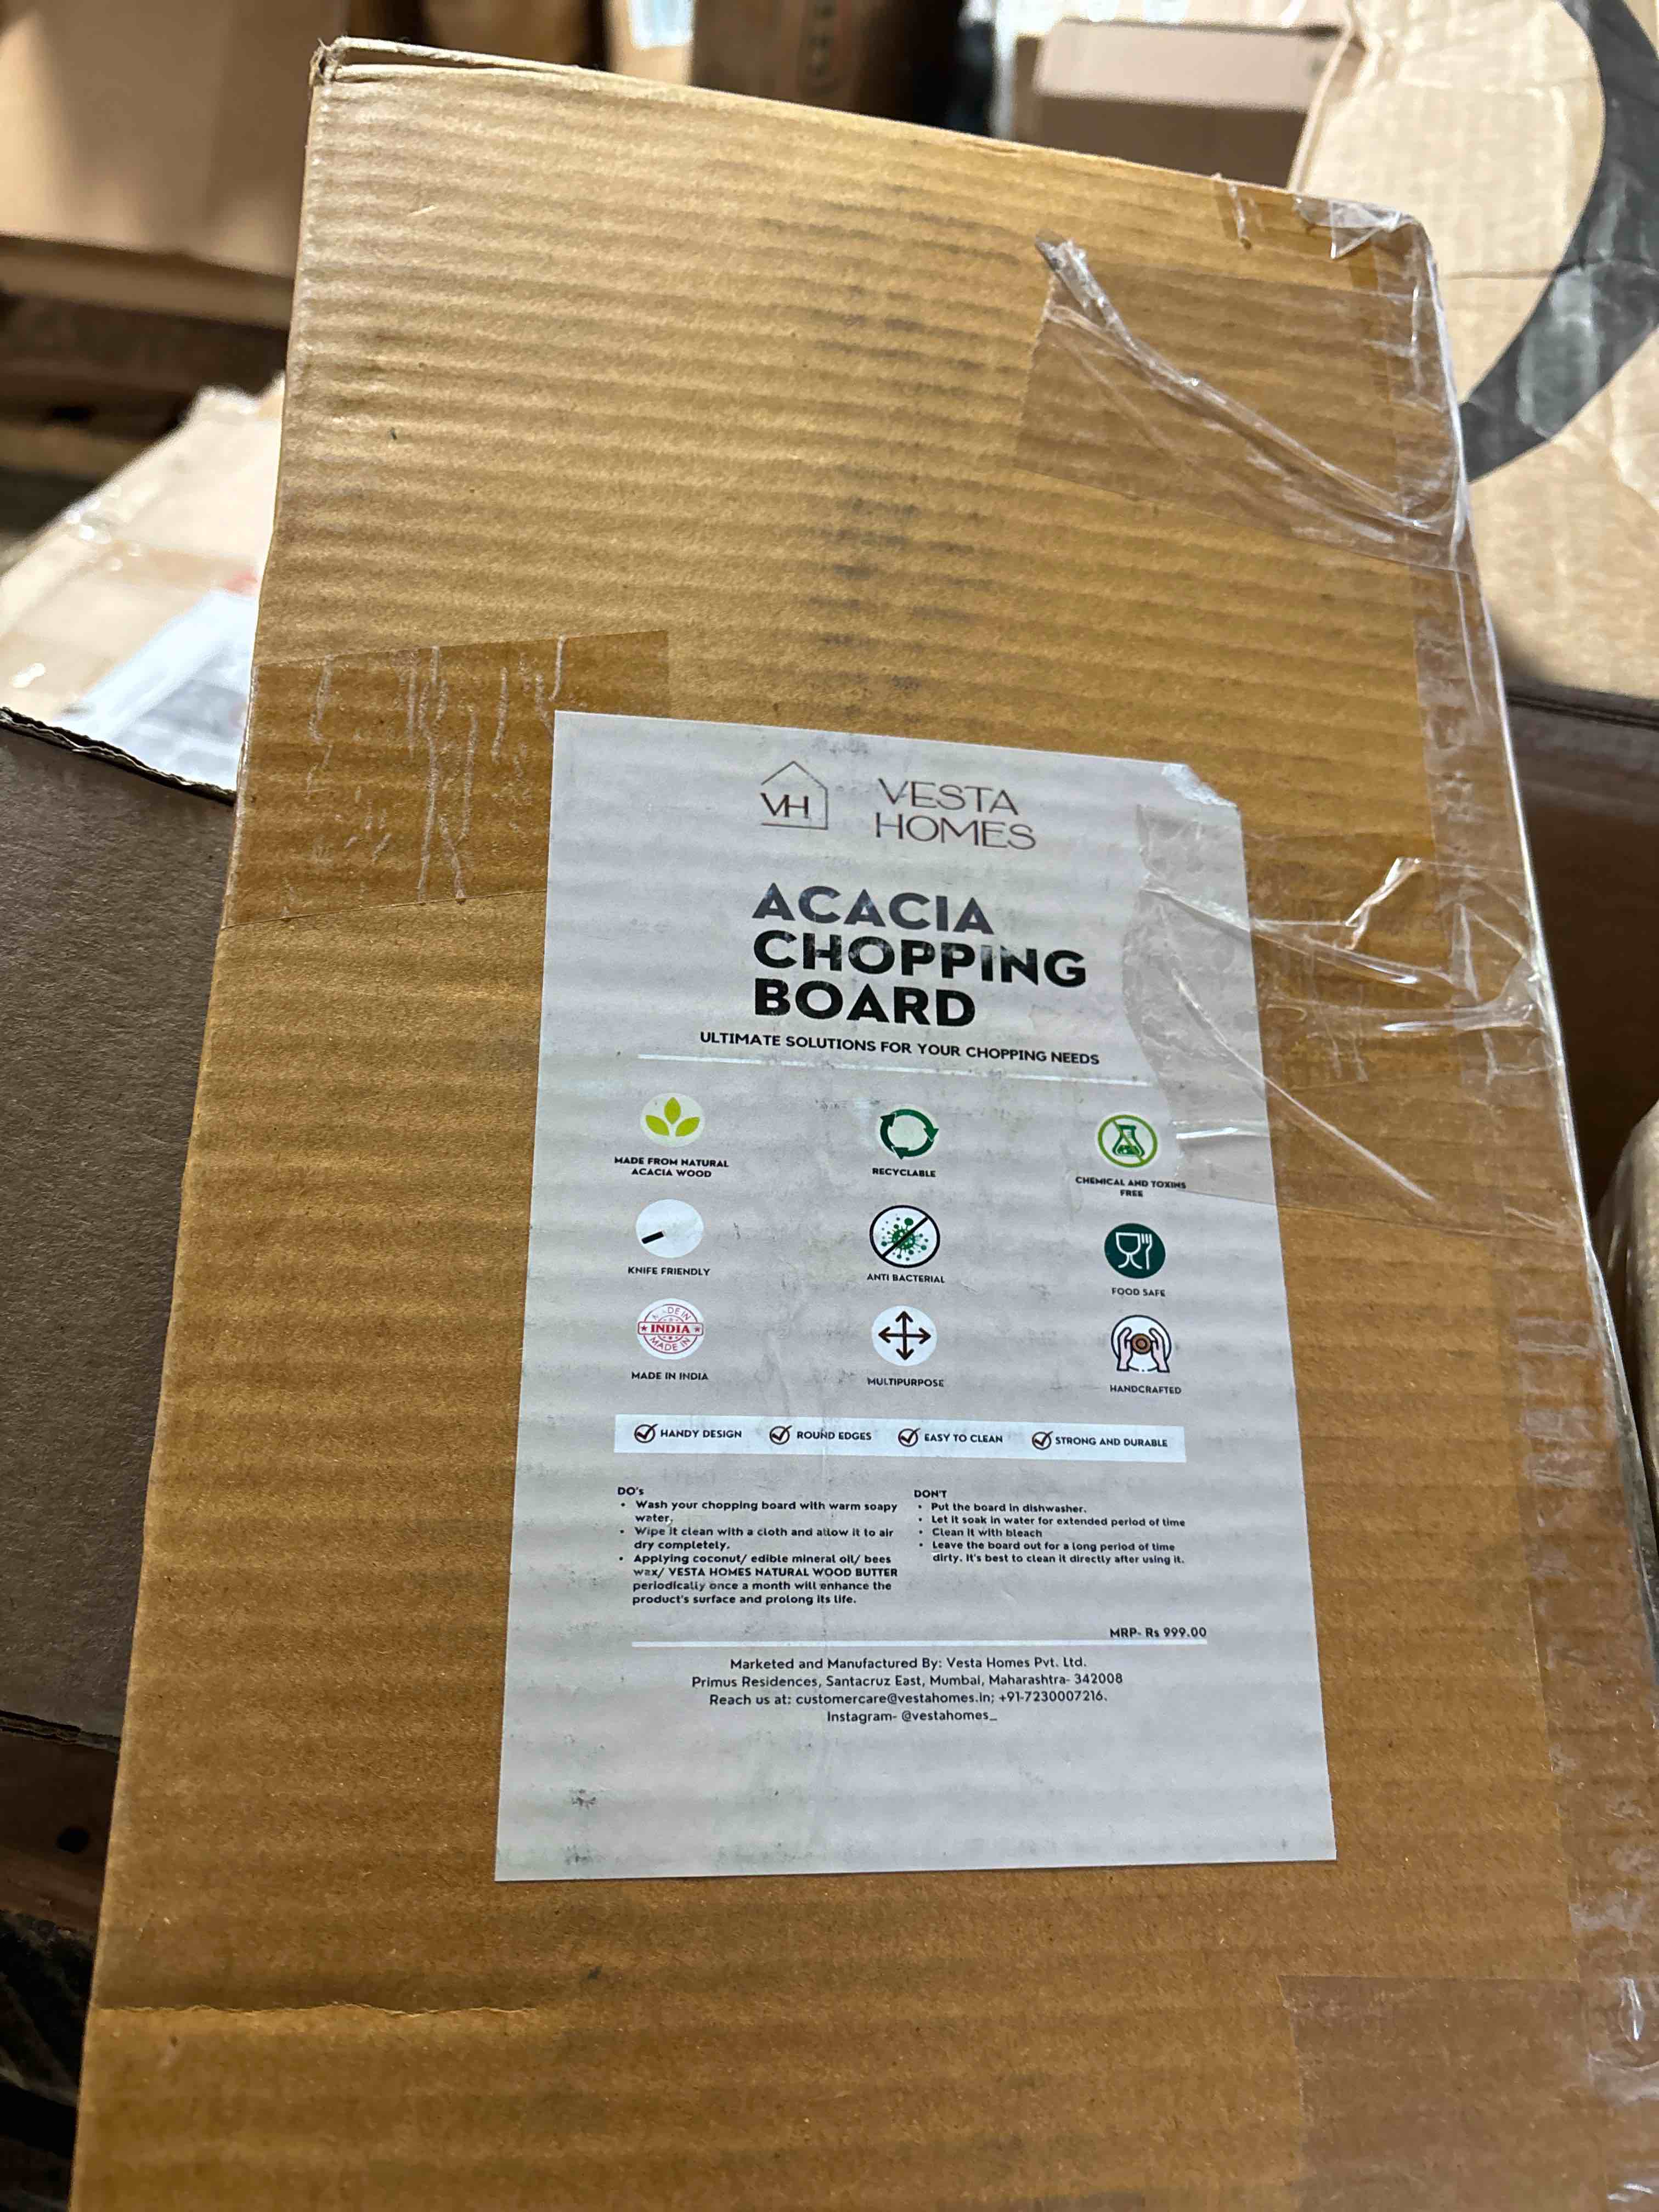 VH
VESTA
HOMES
ACACIA
CHOPPING
BOARD
ULTIMATE SOLUTIONS FOR YOUR CHOPPING NEEDS
MADE FROM NATURAL
ACACIA WOOD
RECYCLABLE
CHEMICAL AND TOXINS
FREE
KNIFE FRIENDLY
ANTI BACTERIAL
FOOD SAFE
MADE IN
INDIA
MADE IN
MADE IN INDIA
MULTIPURPOSE
HANDCRAFTED
HANDY DESIGN
ROUND EDGES
EASY TO CLEAN
STRONG AND DURABLE
DO's
• Wash your chopping board with warm soapy
water.
• Wipe it clean with a cloth and allow it to air
dry completely.
• Applying coconut/ edible mineral oil/ bees
wax/ VESTA HOMES NATURAL WOOD BUTTER
periodically once a month will enhance the
product's surface and prolong its life.
DON'T
• Put the board in dishwasher.
• Let it soak in water for extended period of time
• Clean it with bleach
• Leave the board out for a long period of time
dirty. It's best to clean it directly after using it.
MRP- Rs 999.00
Marketed and Manufactured By: Vesta Homes Pvt. Ltd.
Primus Residences, Santacruz East, Mumbai, Maharashtra- 342008
Reach us at: customercare@vestahomes.in; +91-7230007216.
Instagram- @vestahomes_